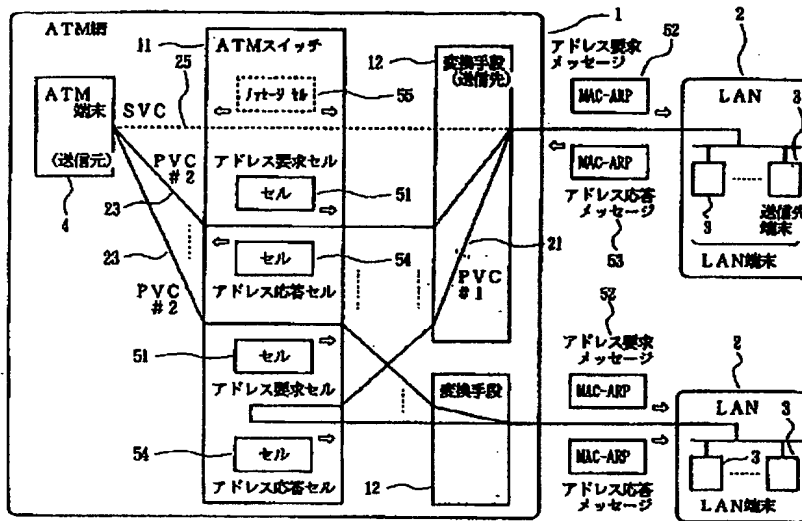 ATM網
1
11
ATMスイッチ
25
メッセージ セル
55
ATM
端末
(送信元)
4
SVC
PVC
#2
23
23
PVC
#2
アドレス要求セル
セル
51
セル
54
アドレス応答セル
51
セル
アドレス要求セル
54
セル
アドレス応答セル
12
変換手段
(送信先)
21
PVC
#1
変換手段
12
アドレス要求
メッセージ
52
MAC-ARP
MAC-ARP
アドレス応答
メッセージ
53
2
LAN
3
3
送信先
端末
LAN端末
52
アドレス要求
メッセージ
MAC-ARP
MAC-ARP
アドレス応答
メッセージ
2
LAN
3
3
LAN端末